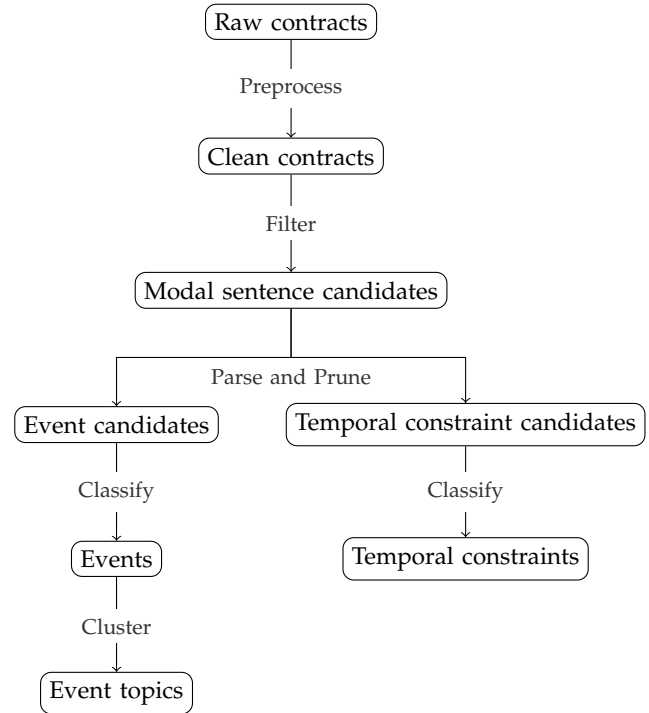 Raw contracts
Preprocess
Clean contracts
Filter
Modal sentence candidates
Parse and Prune
Event candidates
Temporal constraint candidates
Classify
Classify
Events
Temporal constraints
Cluster
Event topics